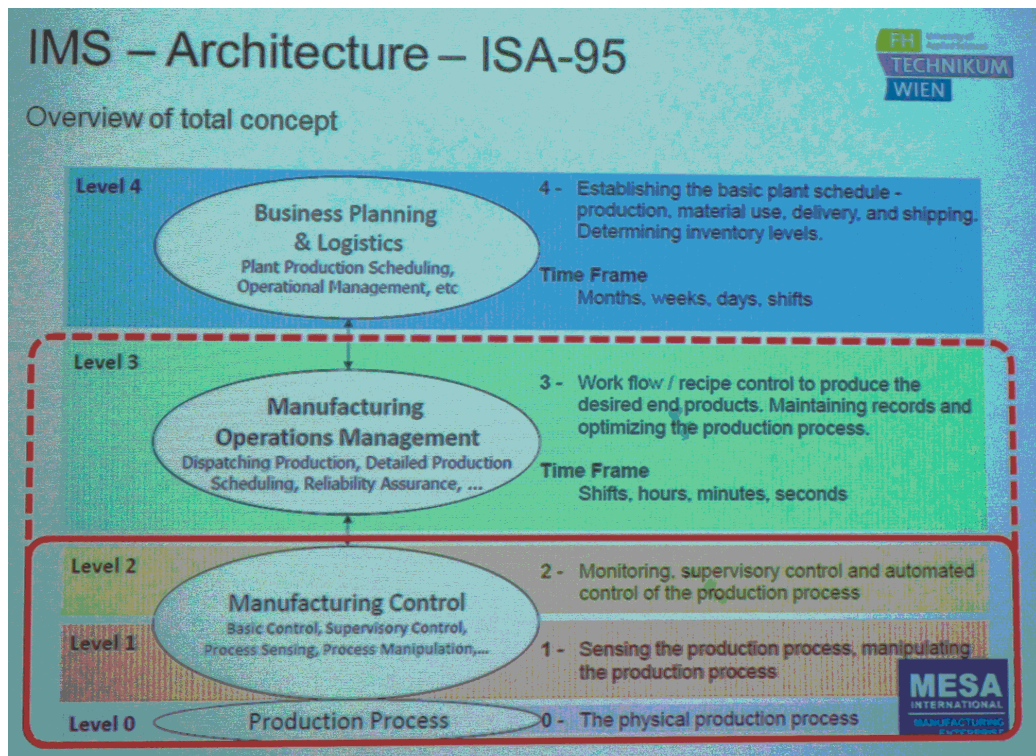 IMS – Architecture – ISA-95
FH University of
Applied Sciences
TECHNIKUM
WIEN
Overview of total concept
Level 4
Business Planning
& Logistics
Plant Production Scheduling,
Operational Management, etc
4 - Establishing the basic plant schedule -
production, material use, delivery, and shipping.
Determining inventory levels.
Time Frame
Months, weeks, days, shifts
Level 3
Manufacturing
Operations Management
Dispatching Production, Detailed Production
Scheduling, Reliability Assurance, ...
3 - Work flow / recipe control to produce the
desired end products. Maintaining records and
optimizing the production process.
Time Frame
Shifts, hours, minutes, seconds
Level 2
Manufacturing Control
Basic Control, Supervisory Control,
Process Sensing, Process Manipulation,...
2 - Monitoring, supervisory control and automated
control of the production process
Level 1
1 - Sensing the production process, manipulating
the production process
Level 0
Production Process
0 - The physical production process
MESA
INTERNATIONAL
MANUFACTURING
ENTERPRISE